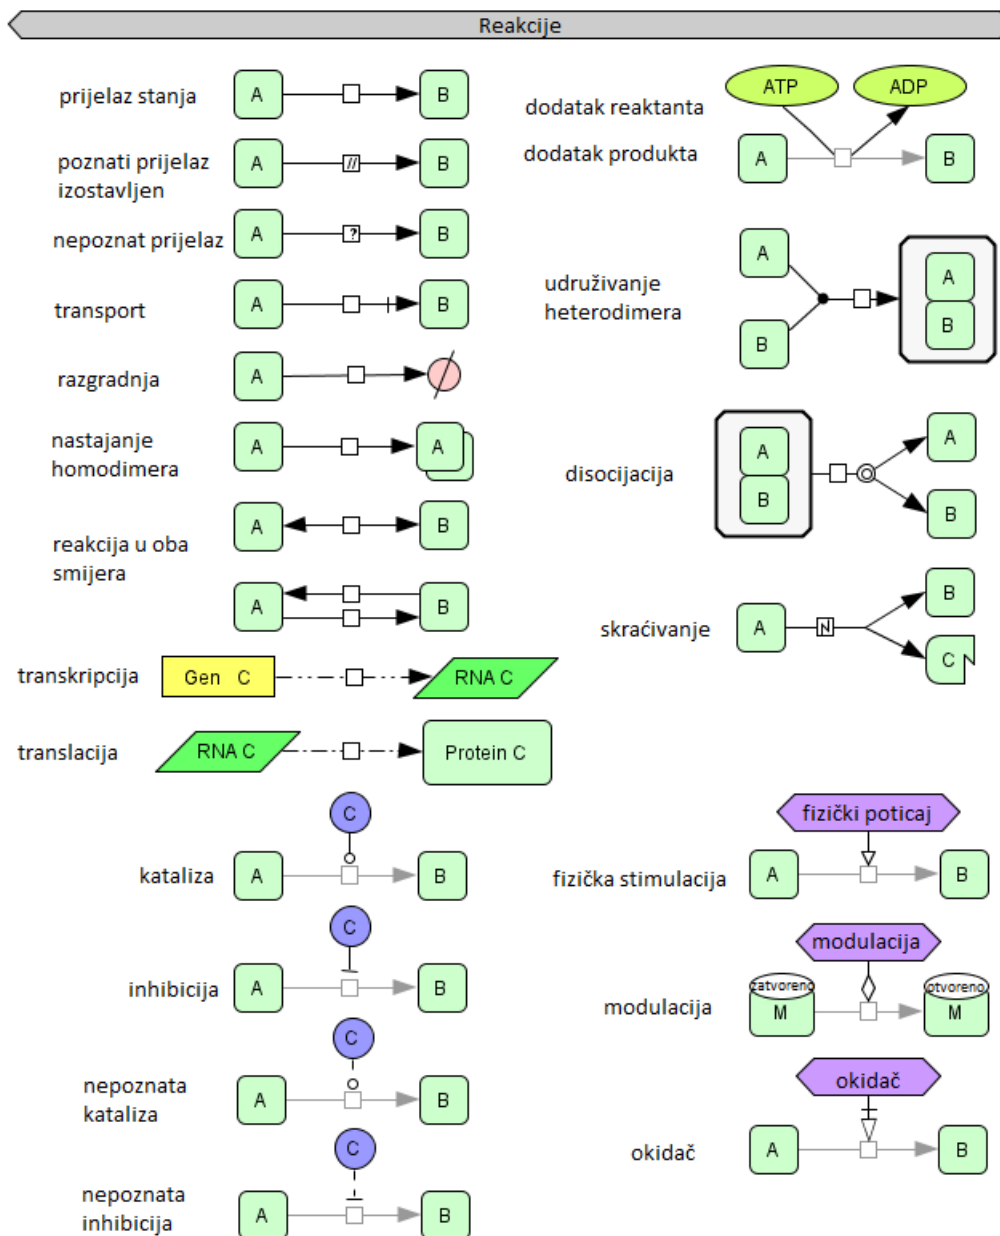 Reakcije
prijelaz stanja
A
B
poznati prijelaz
izostavljen
A
//
B
nepoznat prijelaz
A
?
B
transport
A
B
razgradnja
A
nastajanje
homodimera
A
A
reakcija u oba
smijera
A
B
A
B
transkripcija
Gen C
RNA C
translacija
RNA C
Protein C
kataliza
C
A
B
inhibicija
C
A
B
nepoznata
kataliza
C
A
B
nepoznata
inhibicija
C
A
B
dodatak reaktanta
ATP
ADP
dodatak produkta
A
B
udruživanje
heterodimera
A
B
A
B
disocijacija
A
B
A
B
skraćivanje
A
N
B
C
fizički poticaj
fizička stimulacija
A
B
modulacija
modulacija
zatvoreno
M
otvoreno
M
okidač
okidač
A
B